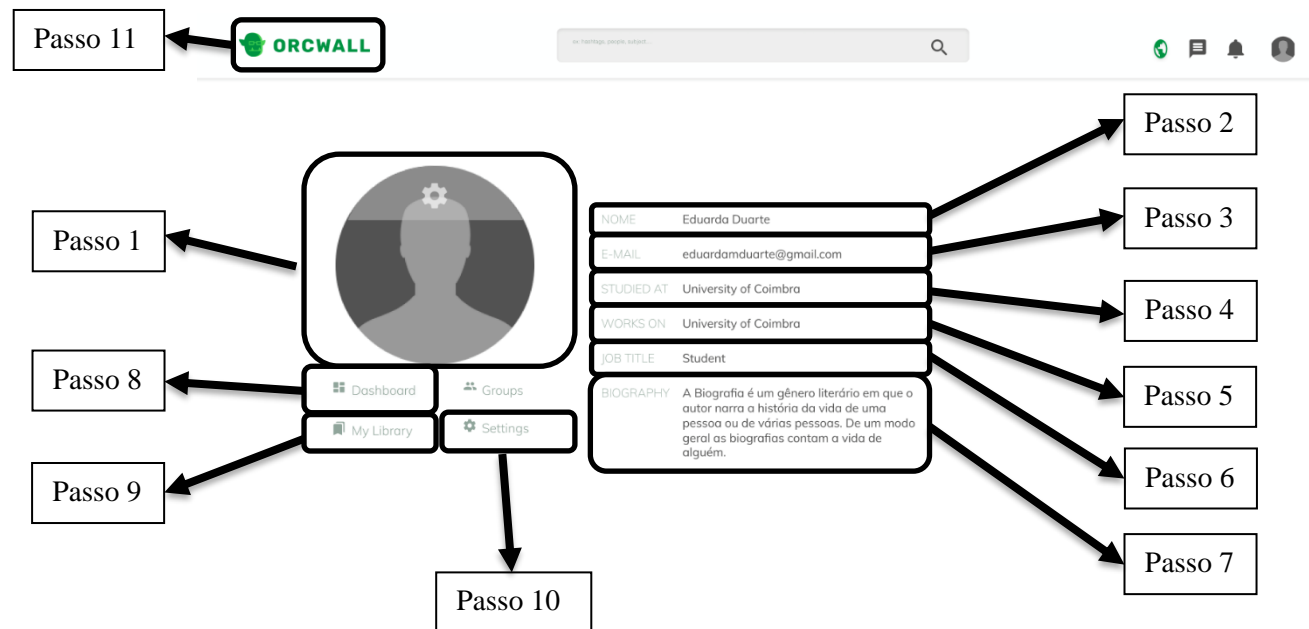 Passo 11
ORCWALL
ex: hashtags, people, subject...
Passo 2
Passo 3
Passo 1
NOME Eduarda Duarte
E-MAIL eduardamduarte@gmail.com
STUDIED AT University of Coimbra
Passo 4
WORKS ON University of Coimbra
JOB TITLE Student
Passo 8
Dashboard
Groups
Passo 5
BIOGRAPHY A Biografia é um gênero literário em que o
autor narra a história da vida de uma
pessoa ou de várias pessoas. De um modo
geral as biografias contam a vida de
alguém.
My Library
Settings
Passo 9
Passo 6
Passo 7
Passo 10